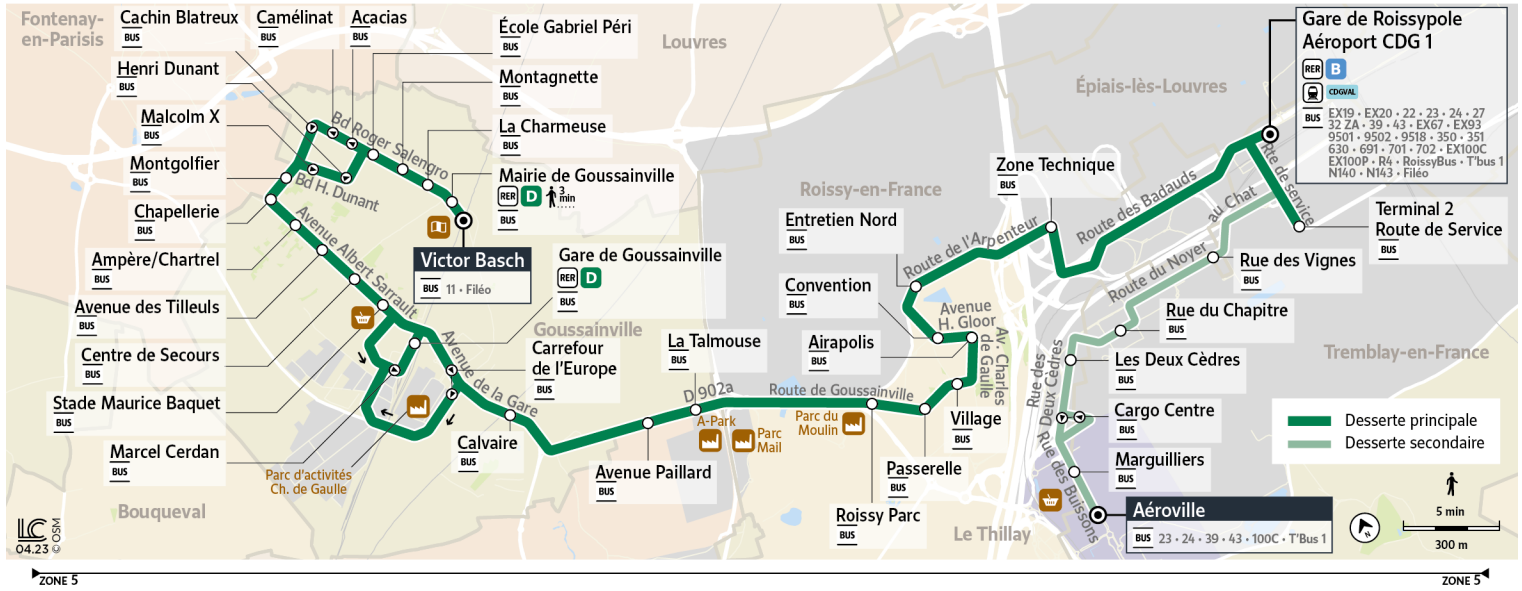 Fontenay-
en-Parisis
Cachin Blatreux
BUS
Camélinat
BUS
Acacias
BUS
École Gabriel Péri
BUS
Louvres
Gare de Roissypole
Aéroport CDG 1
RER B
CDGVAL
BUS EX19 • EX20 • 22 • 23 • 24 • 27
32 ZA • 39 • 43 • EX67 • EX93
9501 • 9502 • 9518 • 350 • 351
630 • 691 • 701 • 702 • EX100C
EX100P • R4 • RoissyBus • T'bus 1
N140 • N143 • Filéo
Henri Dunant
BUS
Montagnette
BUS
Épiais-lès-Louvres
Malcolm X
BUS
Bd Roger Salengro
La Charmeuse
BUS
Montgolfier
BUS
Bd H. Dunant
Mairie de Goussainville
RER D 3
min
BUS
Zone Technique
BUS
Roissy-en-France
Route des Badauds
Rte de service
au Chat
Chapellerie
BUS
Avenue Albert Sarrault
Entretien Nord
BUS
Route de l'Arpenteur
Terminal 2
Route de Service
BUS
Ampère/Chartrel
BUS
Victor Basch
BUS 11 • Filéo
Gare de Goussainville
RER D
BUS
Route du Noyer
Rue des Vignes
BUS
Convention
BUS
Avenue des Tilleuls
BUS
Goussainville
Avenue
H. Gloor
Av. Charles
de Gaulle
Rue du Chapitre
BUS
Centre de Secours
BUS
Avenue de la Gare
Carrefour
de l'Europe
BUS
La Talmouse
BUS
Airapolis
BUS
Rue des
Deux Cèdres
Les Deux Cèdres
BUS
Tremblay-en-France
Stade Maurice Baquet
BUS
D 902a
Route de Goussainville
A-Park
Parc
Mail
Parc du
Moulin
Village
BUS
Cargo Centre
BUS
Desserte principale
Desserte secondaire
Marcel Cerdan
BUS
Parc d'activités
Ch. de Gaulle
Calvaire
BUS
Avenue Paillard
BUS
Passerelle
BUS
Rue des Buissons
Marguilliers
BUS
Bouqueval
Roissy Parc
BUS
Le Thillay
Aéroville
BUS 23 • 24 • 39 • 43 • 100C • T'Bus 1
N
5 min
300 m
LC
04.23
© OSM
ZONE 5
ZONE 5